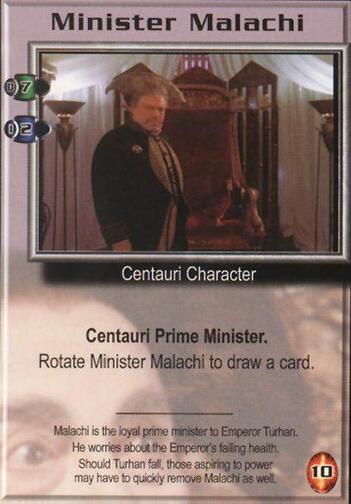 Minister Malachi
07
02
Centauri Character
Centauri Prime Minister.
Rotate Minister Malachi to draw a card.
Malachi is the loyal prime minister to Emperor Turhan.
He worries about the Emperor's failing health.
Should Turhan fall, those aspiring to power
may have to quickly remove Malachi as well.
10